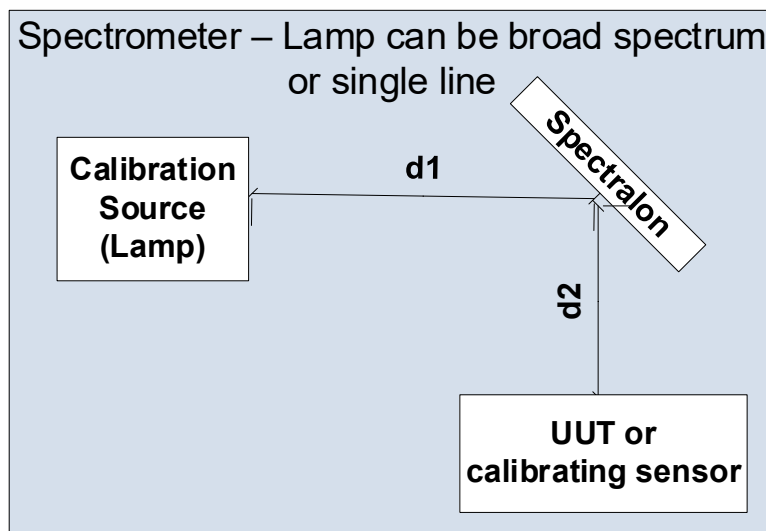 Spectrometer – Lamp can be broad spectrum
or single line
Spectralon
Calibration
Source
(Lamp)
d1
d2
UUT or
calibrating sensor